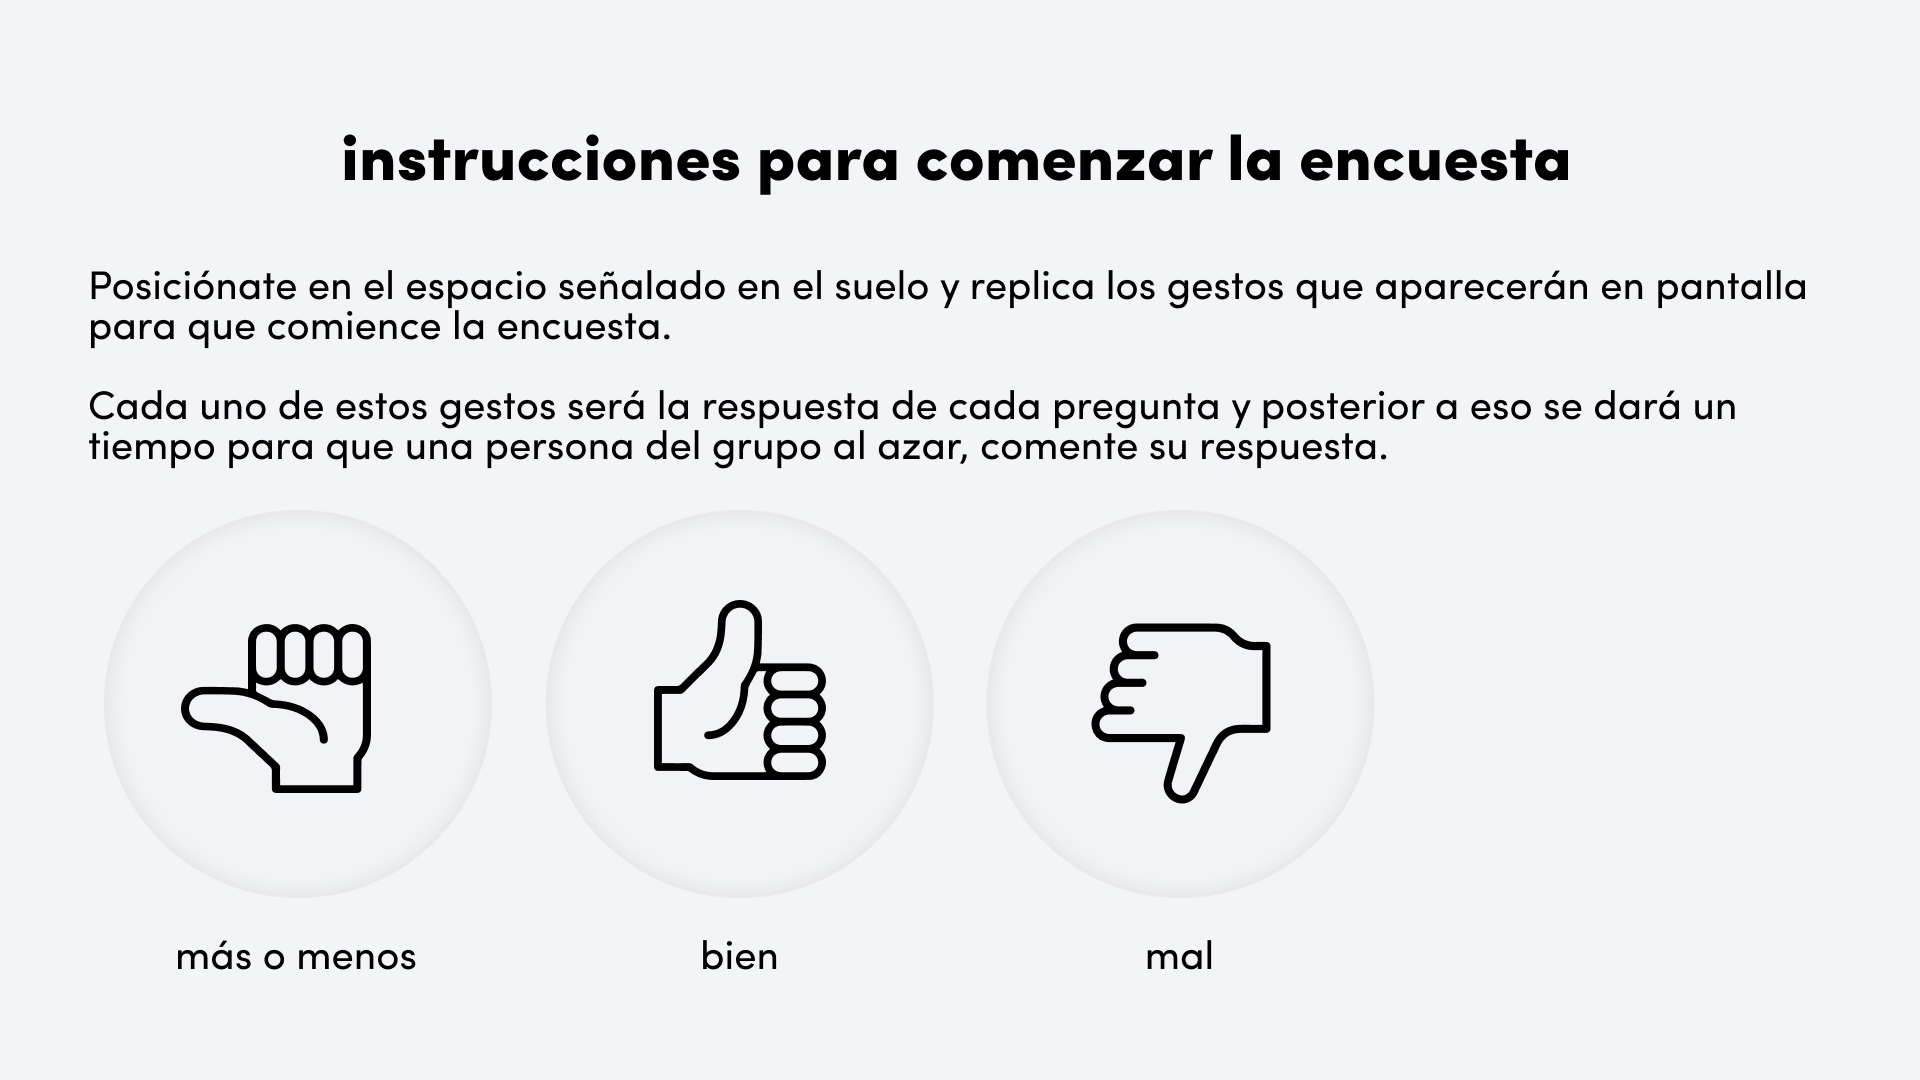 instrucciones para comenzar la encuesta
Posiciónate en el espacio señalado en el suelo y replica los gestos que aparecerán en pantalla
para que comience la encuesta.
Cada uno de estos gestos será la respuesta de cada pregunta y posterior a eso se dará un
tiempo para que una persona del grupo al azar, comente su respuesta.
más o menos
bien
mal